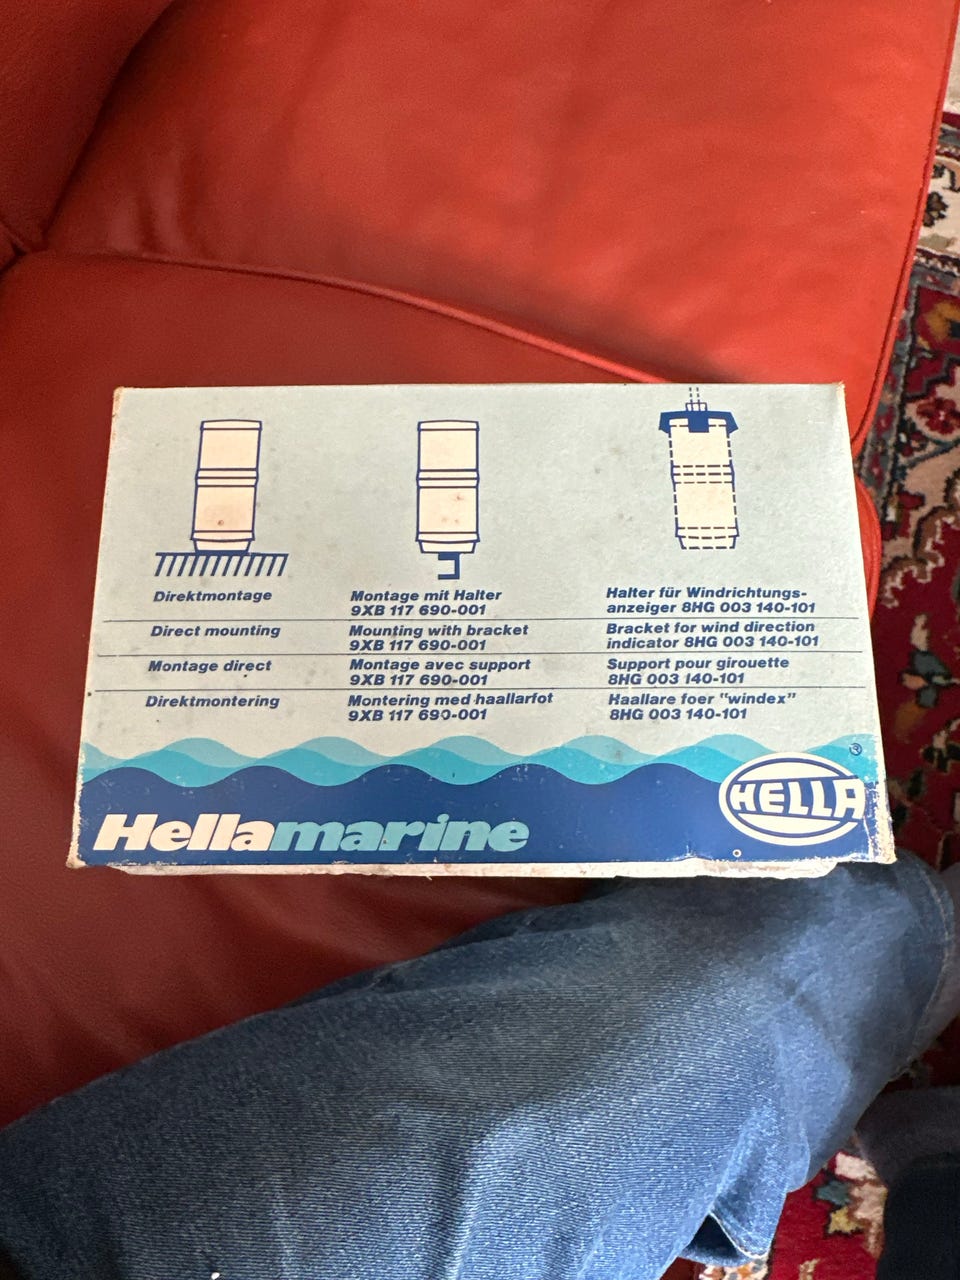 Direktmontage
Montage mit Halter
9XB 117 690-001
Halter für Windrichtungs-
anzeiger 8HG 003 140-101
Direct mounting
Mounting with bracket
9XB 117 690-001
Bracket for wind direction
indicator 8HG 003 140-101
Montage direct
Montage avec support
9XB 117 690-001
Support pour girouette
8HG 003 140-101
Direktmontering
Montering med haallarfot
9XB 117 690-001
Haallare foer "windex"
8HG 003 140-101
Hellamarine
HELLA ®